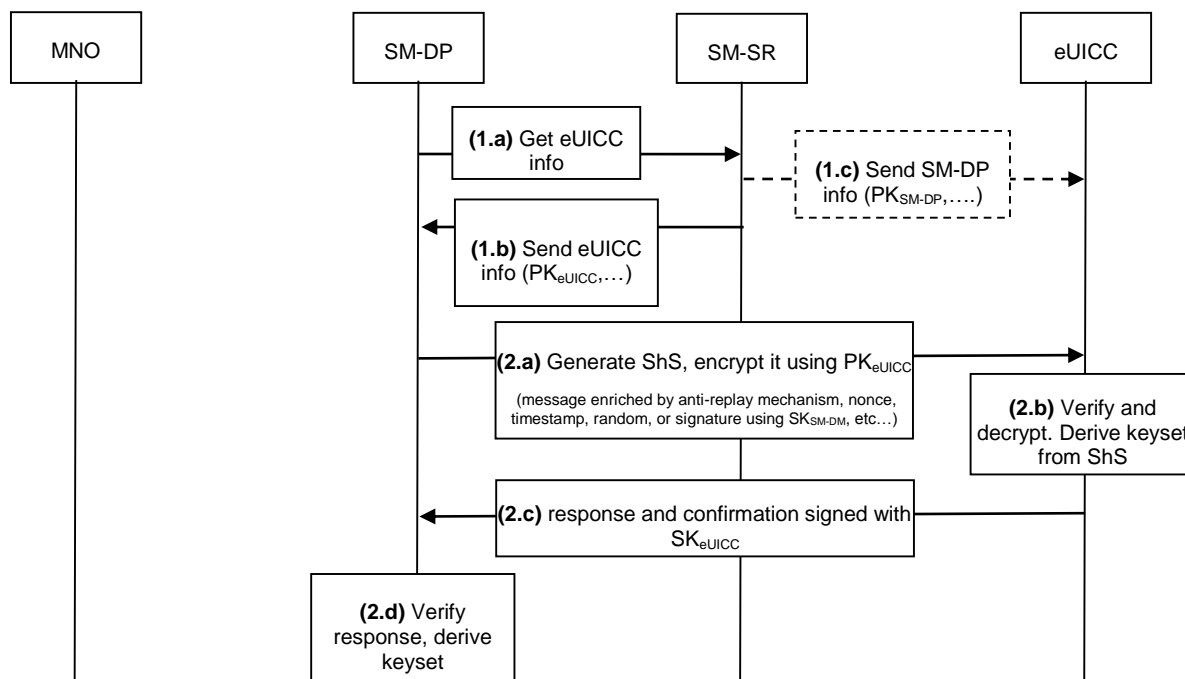 MNO
SM-DP
SM-SR
eUICC
(1.a) Get eUICC
info
(1.c) Send SM-DP
info (PKSM-DP,….)
(1.b) Send eUICC
info (PKeUICC,…)
(2.a) Generate ShS, encrypt it using PKeUICC
(message enriched by anti-replay mechanism, nonce,
timestamp, random, or signature using SKSM-DM, etc…)
(2.b) Verify and
decrypt. Derive keyset
from ShS
(2.c) response and confirmation signed with
SKeUICC
(2.d) Verify
response, derive
keyset